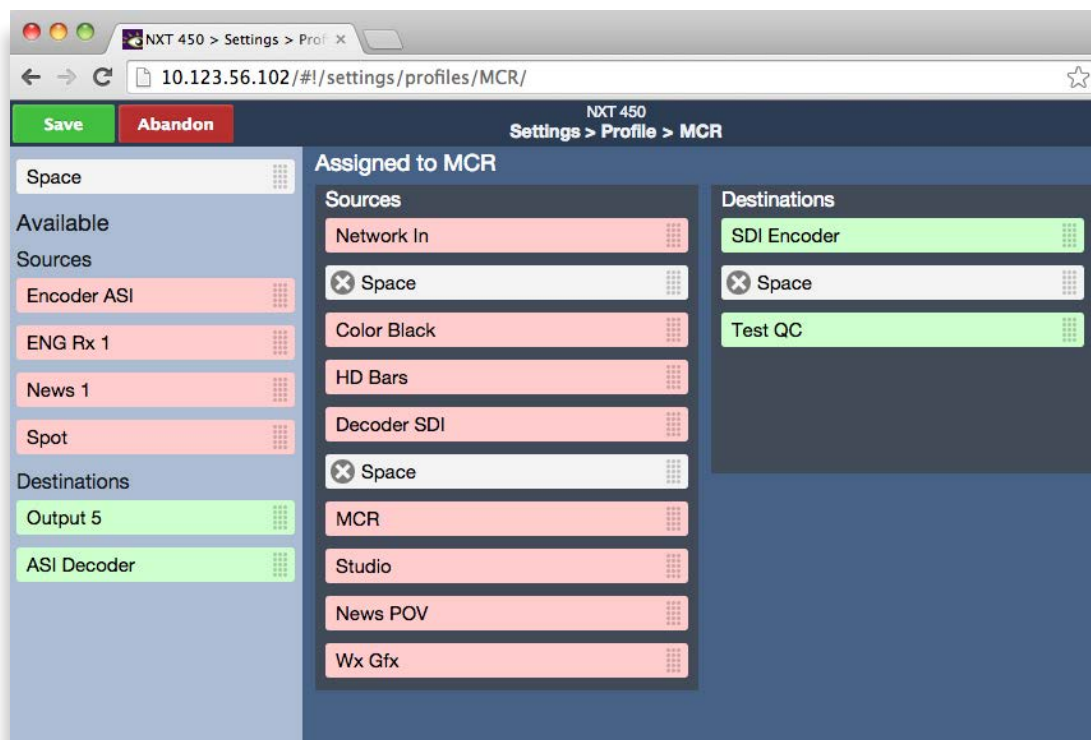 NXT 450 > Settings > Prof
10.123.56.102/#!/settings/profiles/MCR/
Save
Abandon
NXT 450
Settings > Profile > MCR
Space
Available
Sources
Encoder ASI
ENG Rx 1
News 1
Spot
Destinations
Output 5
ASI Decoder
Assigned to MCR
Sources
Network In
Space
Color Black
HD Bars
Decoder SDI
Space
MCR
Studio
News POV
Wx Gfx
Destinations
SDI Encoder
Space
Test QC